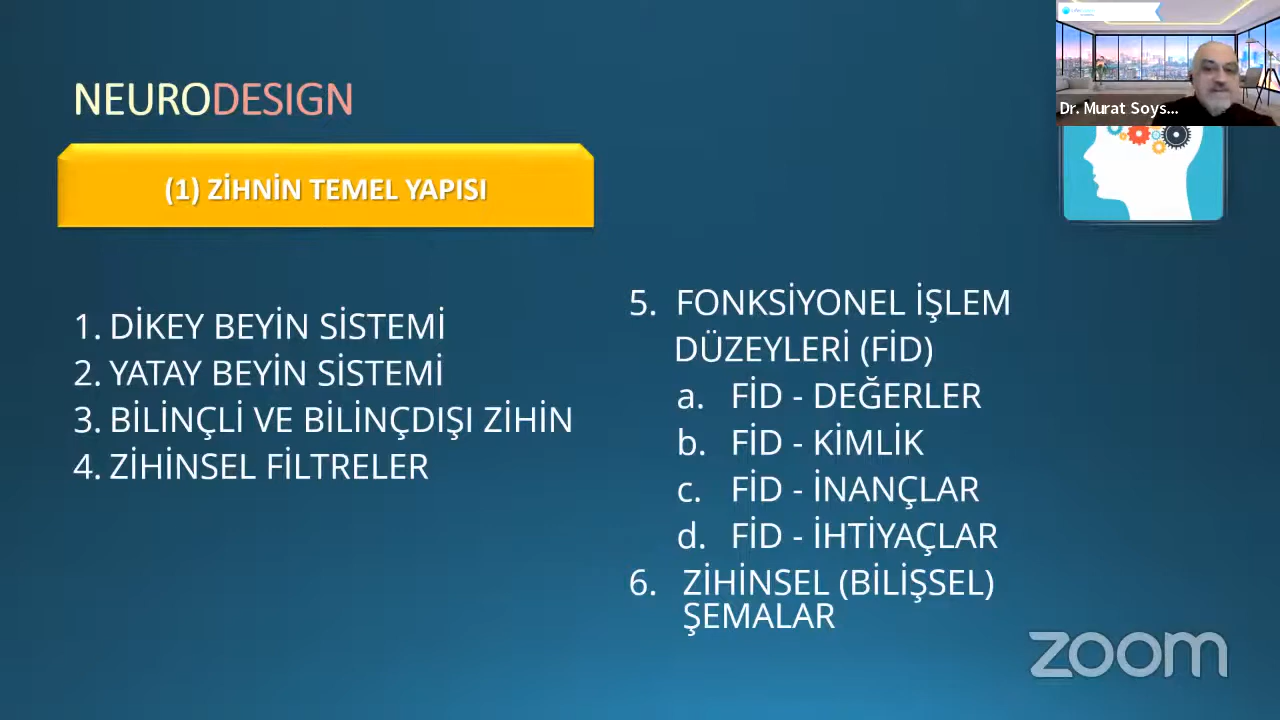 NEURODESIGN
(1) ZİHNİN TEMEL YAPISI
1. DİKEY BEYİN SİSTEMİ
2. YATAY BEYİN SİSTEMİ
3. BİLİNÇLİ VE BİLİNÇDIŞI ZİHİN
4. ZİHİNSEL FİLTRELER
5. FONKSİYONEL İŞLEM
DÜZEYLERİ (FİD)
a. FİD - DEĞERLER
b. FİD - KİMLİK
c. FİD - İNANÇLAR
d. FİD - İHTİYAÇLAR
6. ZİHİNSEL (BİLİŞSEL)
ŞEMALAR
Dr. Murat Soys...
zoom